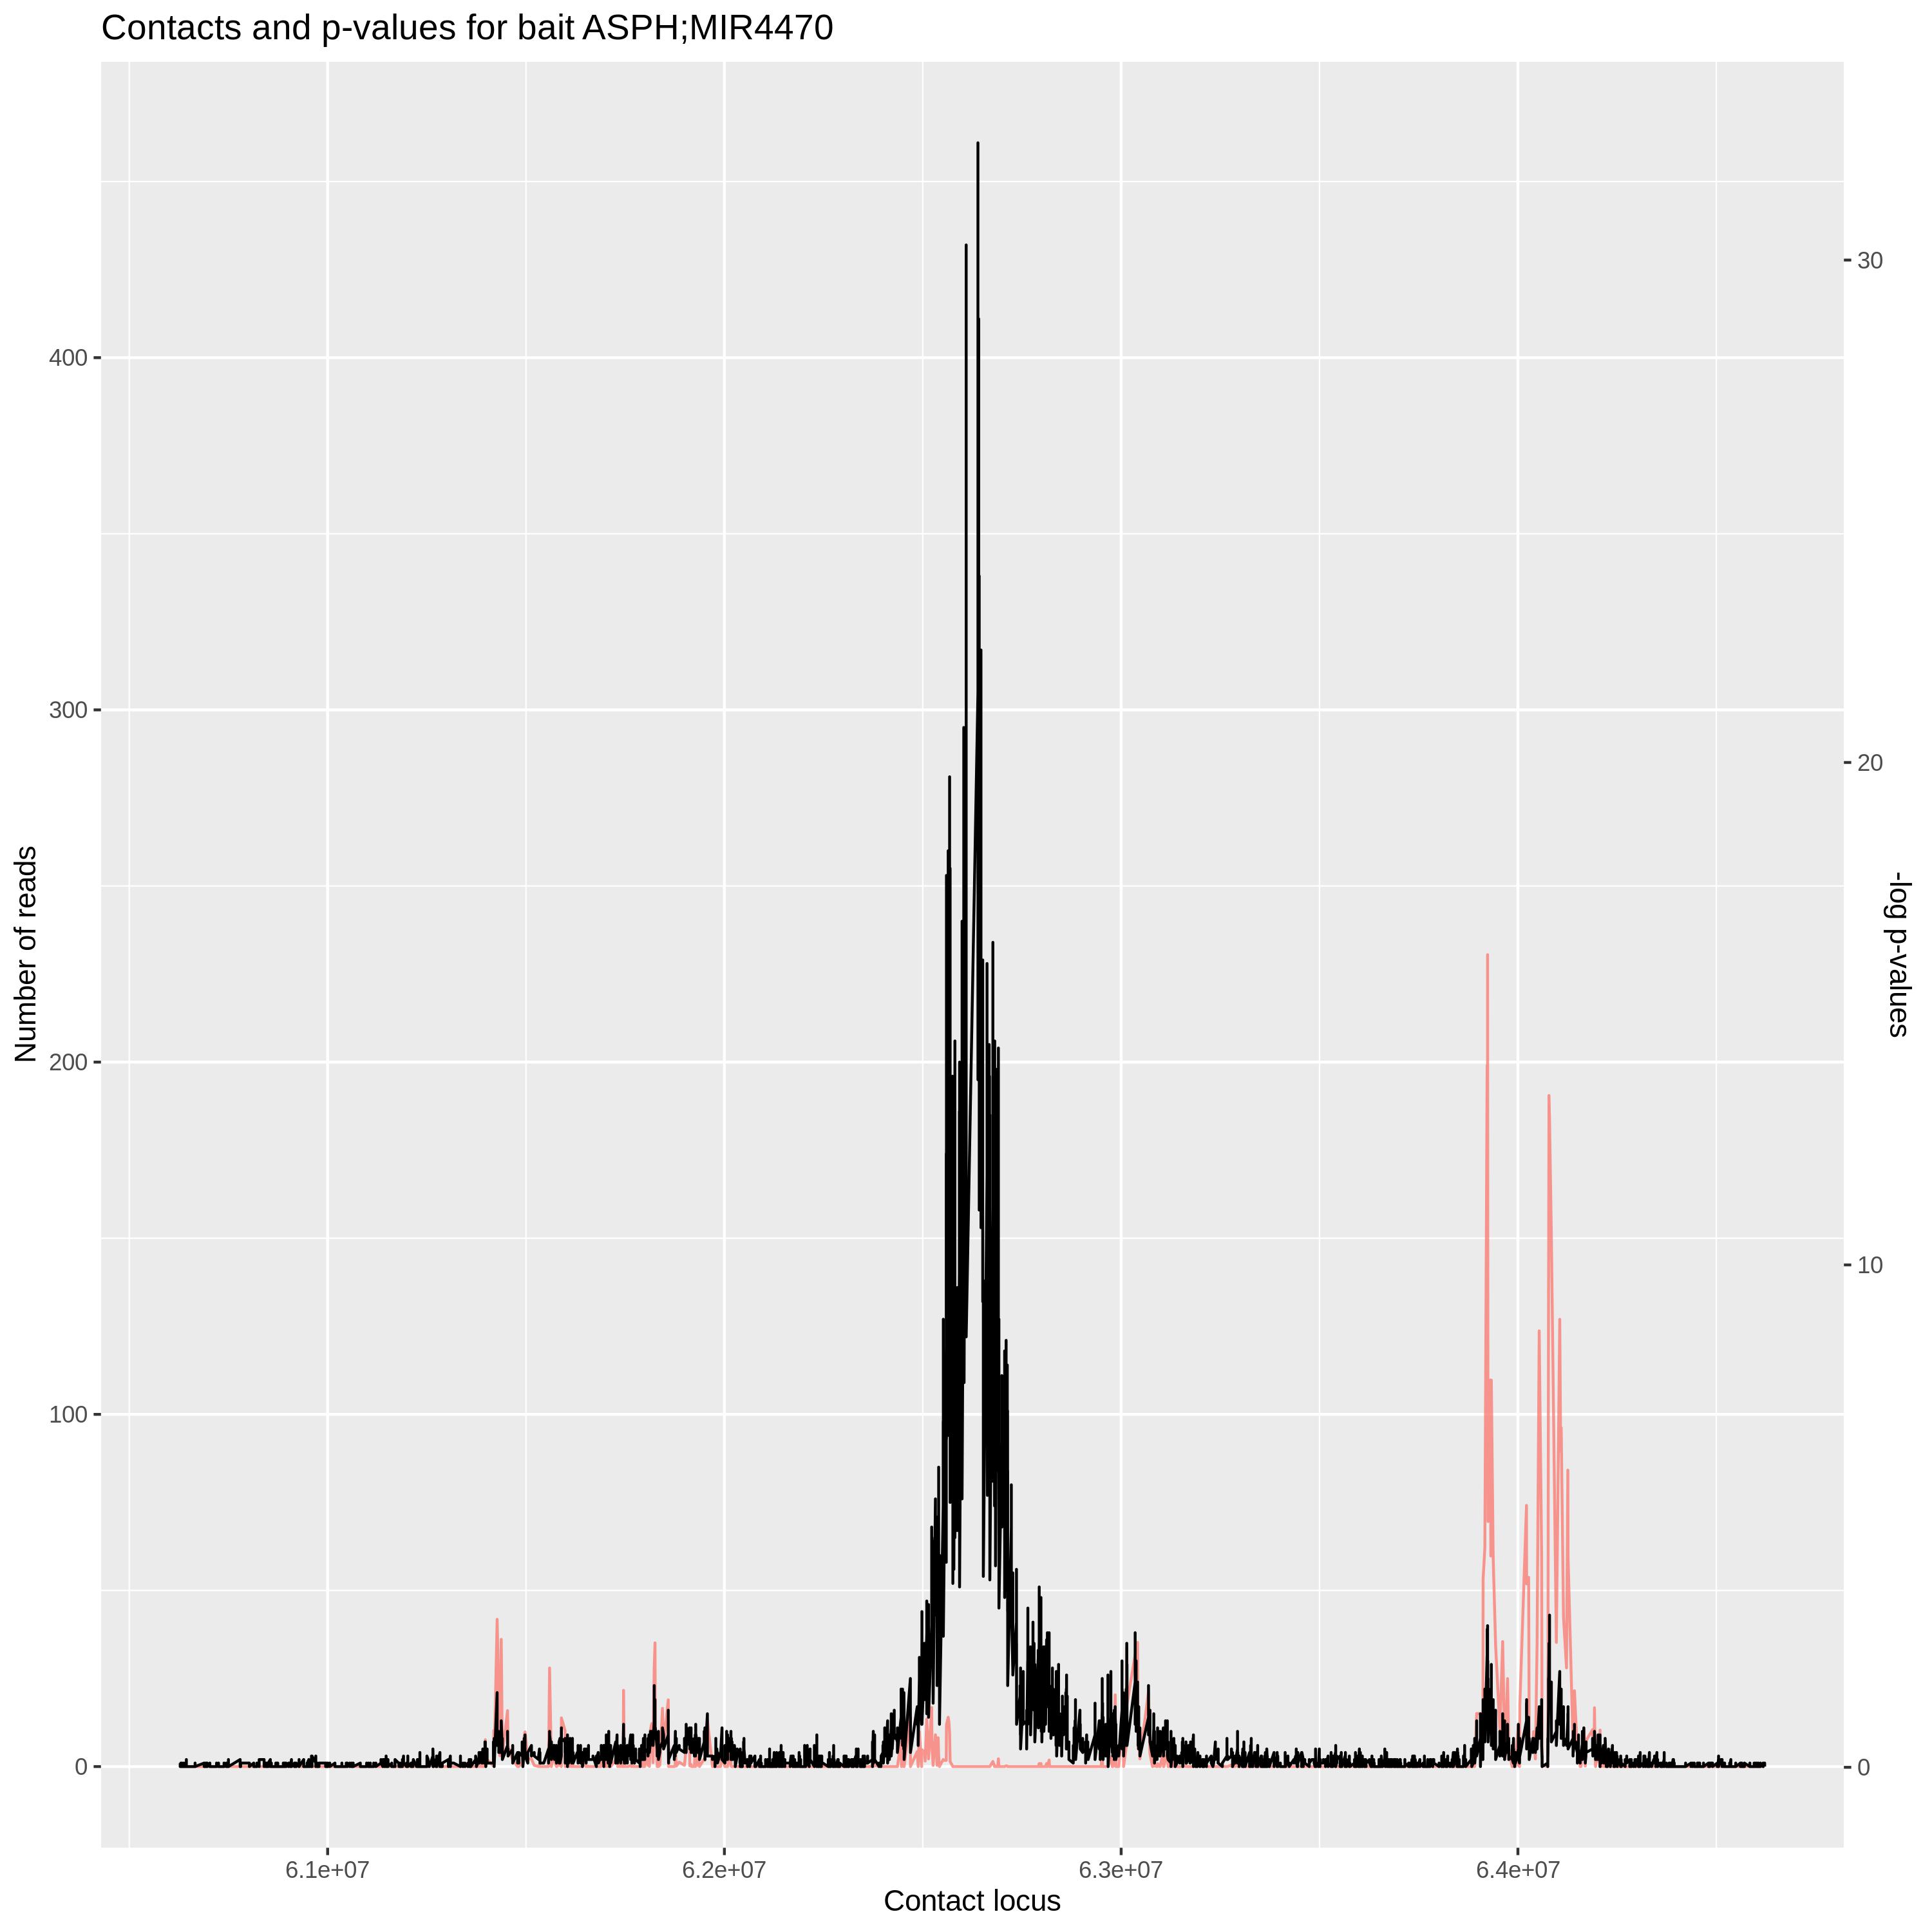 Contacts and p-values for bait ASPH;MIR4470
Number of reads
400
300
200
100
0
30
20
10
0
-log p-values
6.1e+07 6.2e+07 6.3e+07 6.4e+07
Contact locus